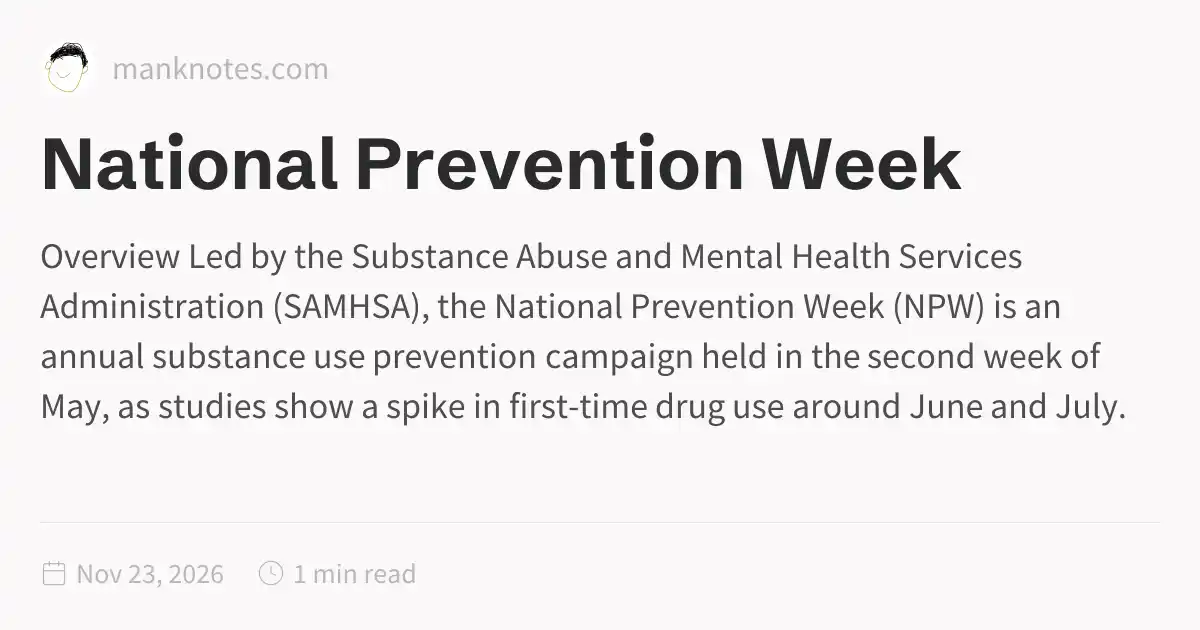 manknotes.com
National Prevention Week
Overview Led by the Substance Abuse and Mental Health Services
Administration (SAMHSA), the National Prevention Week (NPW) is an
annual substance use prevention campaign held in the second week of
May, as studies show a spike in first-time drug use around June and July.
Nov 23, 2026
1 min read